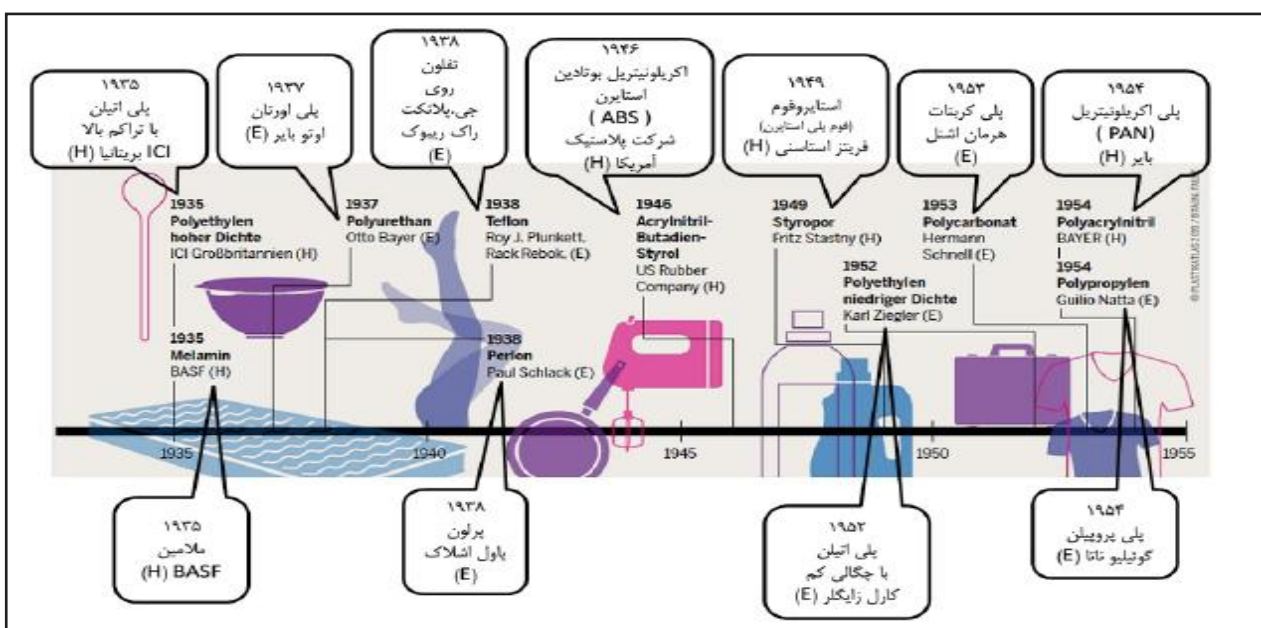 ۱۹۳۵
پلی اتیلن
با تراکم بالا
ICI بریتانیا (H)
۱۹۳۷
پلی اورتان
اوتو بایر (E)
۱۹۳۸
تفلون
روی
جی.پلانکت
راک ریبوک
(E)
۱۹۴۶
اکریلونیتریل بوتادین
استایرن
(ABS)
شرکت پلاستیک
آمریکا (H)
۱۹۴۹
استایروفوم
(فوم پلی استایرن)
فریتز استاسنی (H)
۱۹۵۳
پلی کربنات
هرمان اشنل
(E)
۱۹۵۴
پلی اکریلونیتریل
(PAN)
بایر (H)
1935
Polyethylen
hoher Dichte
ICI Großbritannien (H)
1937
Polyurethan
Otto Bayer (E)
1938
Teflon
Roy J. Plunkett,
Rack Rebok, (E)
1946
Acrylnitril-
Butadien-
Styrol
US Rubber
Company (H)
1949
Styropor
Fritz Stastny (H)
1952
Polyethylen
niedriger Dichte
Karl Ziegler (E)
1953
Polycarbonat
Hermann
Schnell (E)
1954
Polyacrylnitril
BAYER (H)
1954
Polypropylen
Guilio Natta (E)
1935
Melamin
BASF (H)
1938
Perlon
Paul Schlack (E)
1935
1940
1945
1950
1955
۱۹۳۵
ملامین
BASF (H)
۱۹۳۸
پرلون
پاول اشلاک
(E)
۱۹۵۲
پلی اتیلن
با چگالی کم
کارل زایگلر (E)
۱۹۵۴
پلی پروپیلن
گوئیلیو ناتا (E)